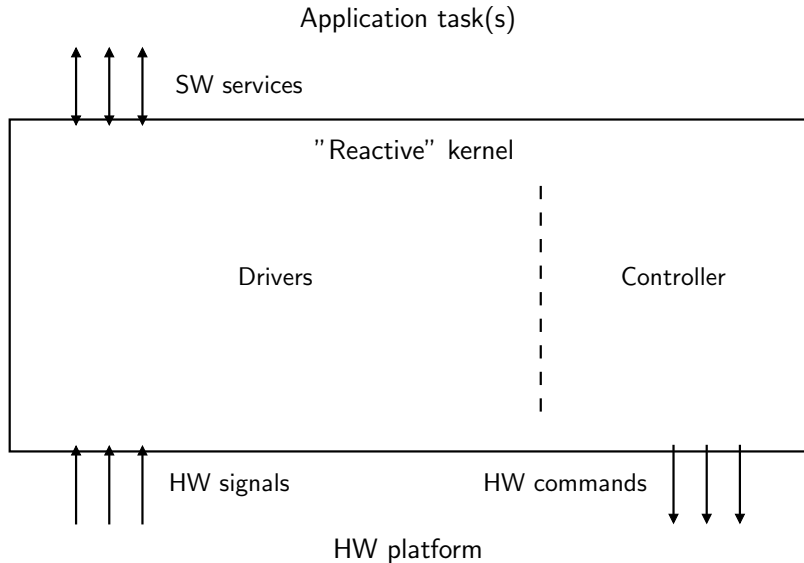 Application task(s)
SW services
"Reactive" kernel
Drivers
Controller
HW signals
HW commands
HW platform